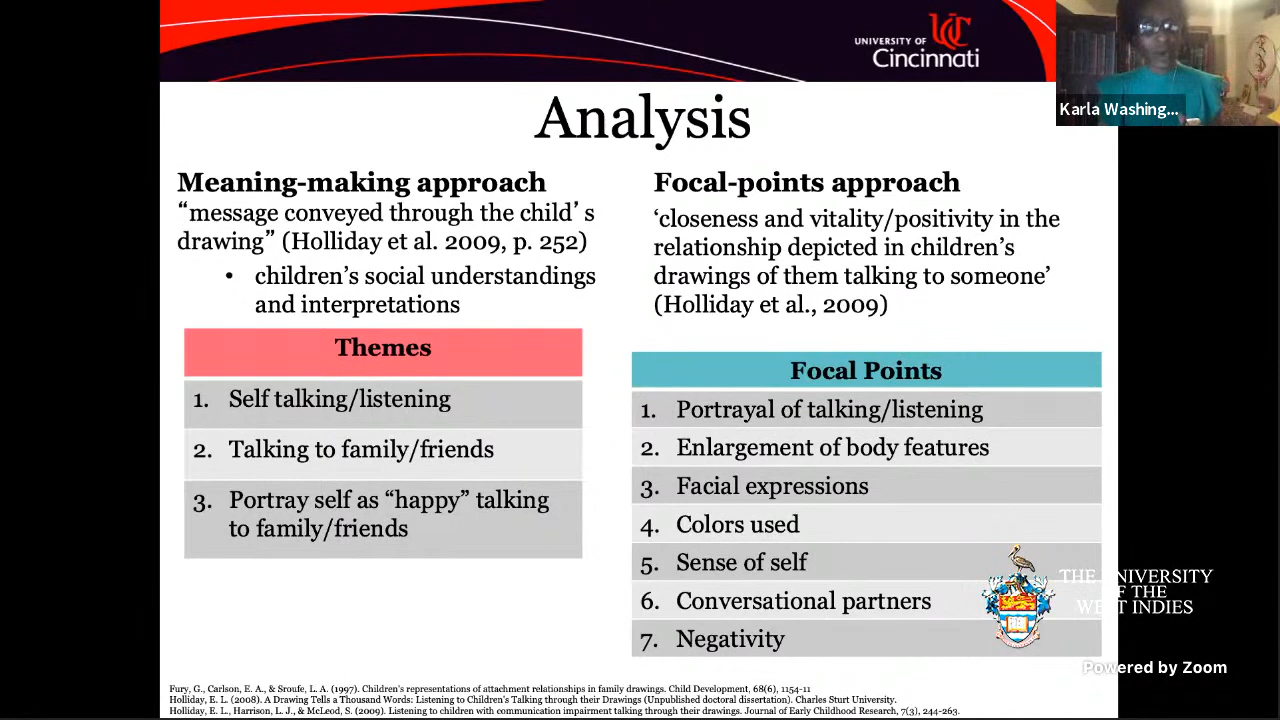 UNIVERSITY OF
Cincinnati
Karla Washing...
Analysis
Meaning-making approach
“message conveyed through the child’ s
drawing” (Holliday et al. 2009, p. 252)
• children’s social understandings
and interpretations
Themes
1. Self talking/listening
2. Talking to family/friends
3. Portray self as “happy” talking
to family/friends
Focal-points approach
‘closeness and vitality/positivity in the
relationship depicted in children’s
drawings of them talking to someone’
(Holliday et al., 2009)
Focal Points
1. Portrayal of talking/listening
2. Enlargement of body features
3. Facial expressions
4. Colors used
5. Sense of self
6. Conversational partners
7. Negativity
THE UNIVERSITY
OF THE
WEST INDIES
Powered by Zoom
Fury, G., Carlson, E. A., & Sroufe, L. A. (1997). Children’s representations of attachment relationships in family drawings. Child Development, 68(6), 1154-11
Holliday, E. L. (2008). A Drawing Tells a Thousand Words: Listening to Children’s Talking through their Drawings (Unpublished doctoral dissertation). Charles Sturt University.
Holliday, E. L., Harrison, L. J., & McLeod, S. (2009). Listening to children with communication impairment talking through their drawings. Journal of Early Childhood Research, 7(3), 244-263.